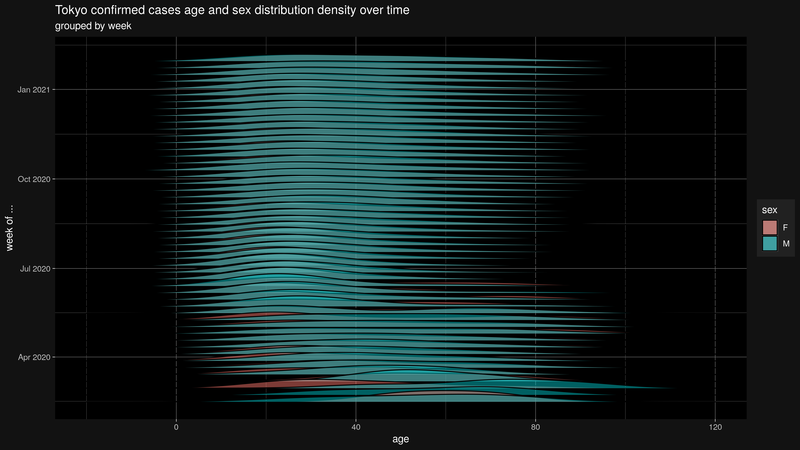 Tokyo confirmed cases age and sex distribution density over time
grouped by week
Jan 2021
Oct 2020
Jul 2020
Apr 2020
week of ...
0
40
80
120
age
sex
F
M